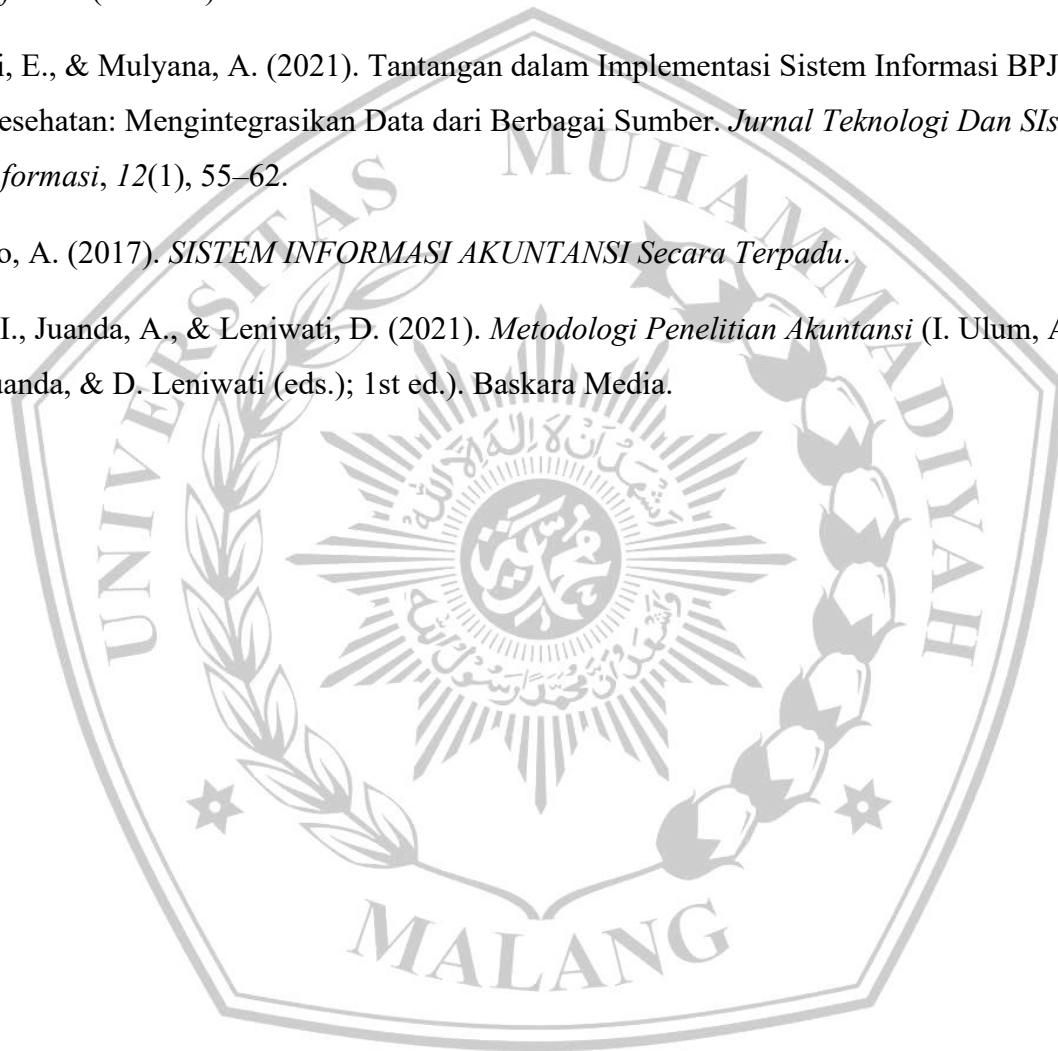 i, E., & Mulyana, A. (2021). Tantangan dalam Implementasi Sistem Informasi BPJ
esehatan: Mengintegrasikan Data dari Berbagai Sumber. Jurnal Teknologi Dan SIs
formasi, 12(1), 55–62.
o, A. (2017). SISTEM INFORMASI AKUNTANSI Secara Terpadu.
I., Juanda, A., & Leniwati, D. (2021). Metodologi Penelitian Akuntansi (I. Ulum, A
uanda, & D. Leniwati (eds.); 1st ed.). Baskara Media.
UNIVERSITAS MUHAMMADIYAH
MALANG